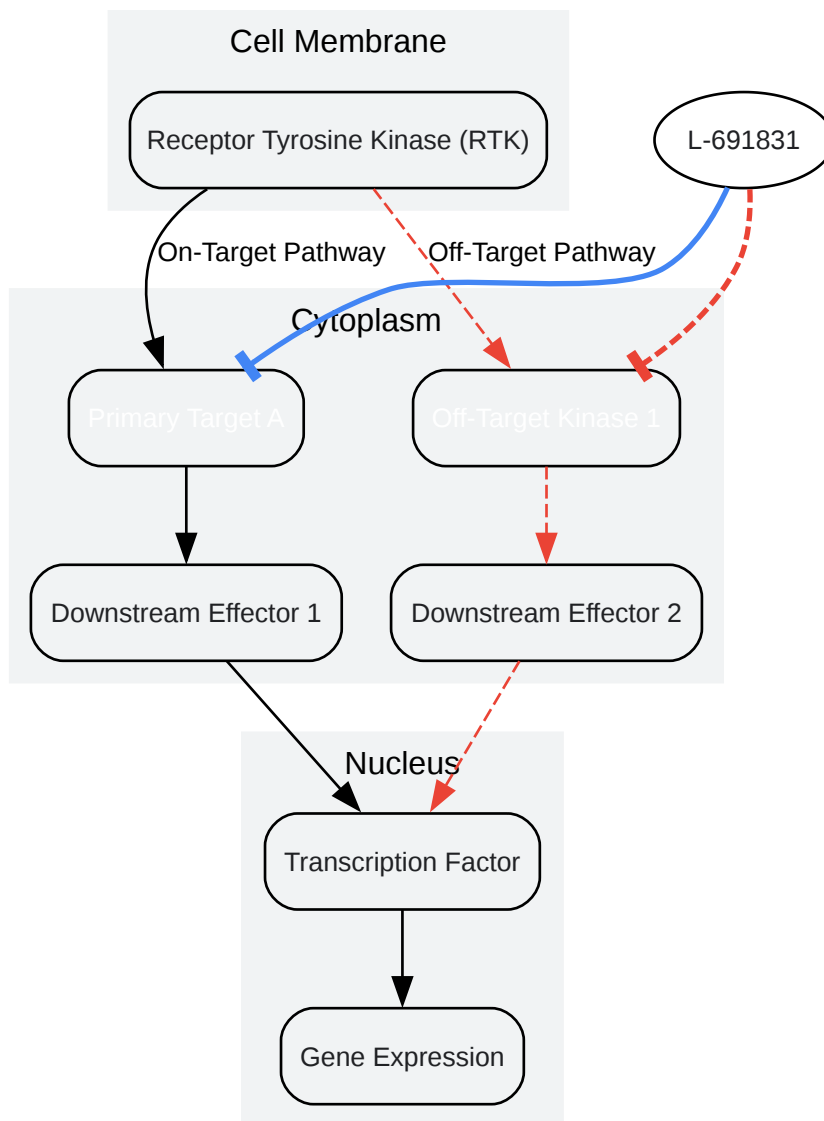 Cell Membrane
Receptor Tyrosine Kinase (RTK)
L-691831
On-Target Pathway
Off-Target Pathway
Cytoplasm
Primary Target A
Off-Target Kinase 1
Downstream Effector 1
Downstream Effector 2
Nucleus
Transcription Factor
Gene Expression